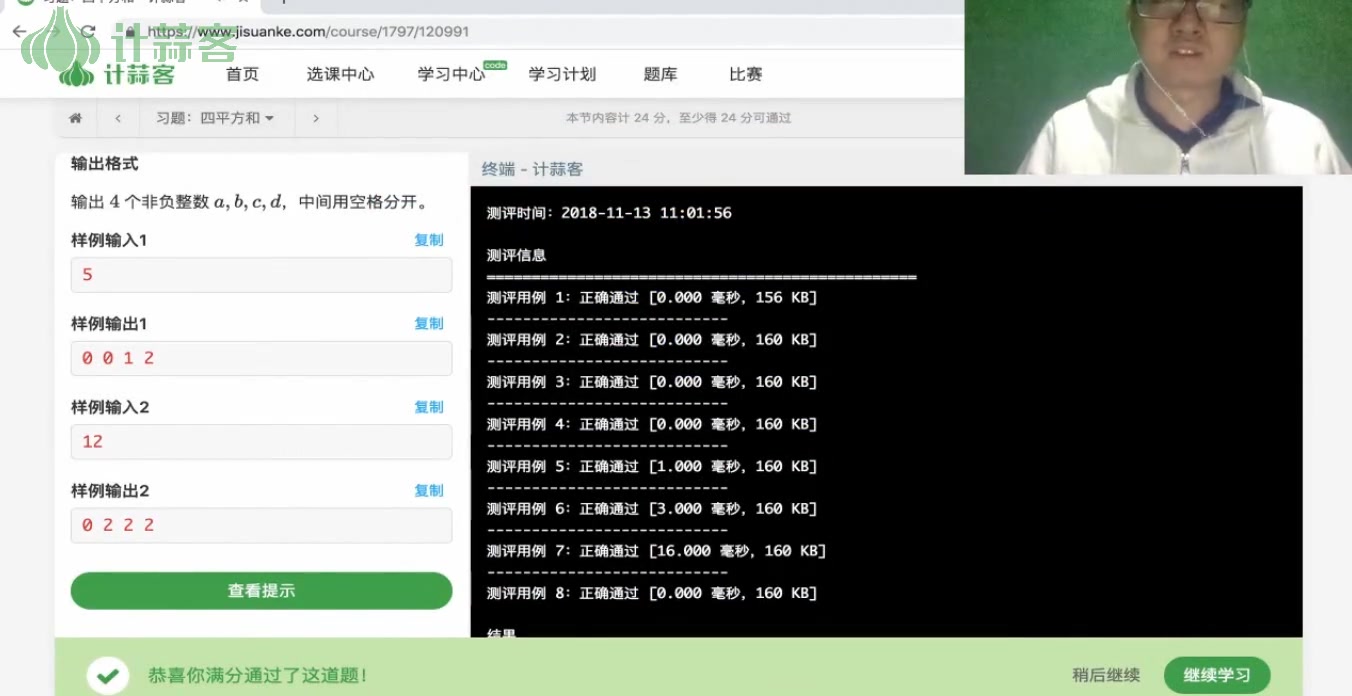 习题：四平方和 - 计蒜客
https://www.jisuanke.com/course/1797/120991
计蒜客
计蒜客
首页 选课中心 学习中心 code 学习计划 题库 比赛
习题：四平方和
本节内容计 24 分，至少得 24 分可通过
输出格式
输出 4 个非负整数 a, b, c, d，中间用空格分开。
样例输入1 复制
5
样例输出1 复制
0 0 1 2
样例输入2 复制
12
样例输出2 复制
0 2 2 2
查看提示
终端 - 计蒜客
测评时间：2018-11-13 11:01:56
测评信息
================================================
测评用例 1：正确通过 [0.000 毫秒, 156 KB]
---------------------------
测评用例 2：正确通过 [0.000 毫秒, 160 KB]
---------------------------
测评用例 3：正确通过 [0.000 毫秒, 160 KB]
---------------------------
测评用例 4：正确通过 [0.000 毫秒, 160 KB]
---------------------------
测评用例 5：正确通过 [1.000 毫秒, 160 KB]
---------------------------
测评用例 6：正确通过 [3.000 毫秒, 160 KB]
---------------------------
测评用例 7：正确通过 [16.000 毫秒, 160 KB]
---------------------------
测评用例 8：正确通过 [0.000 毫秒, 160 KB]
结果
恭喜你满分通过了这道题！
稍后继续 继续学习